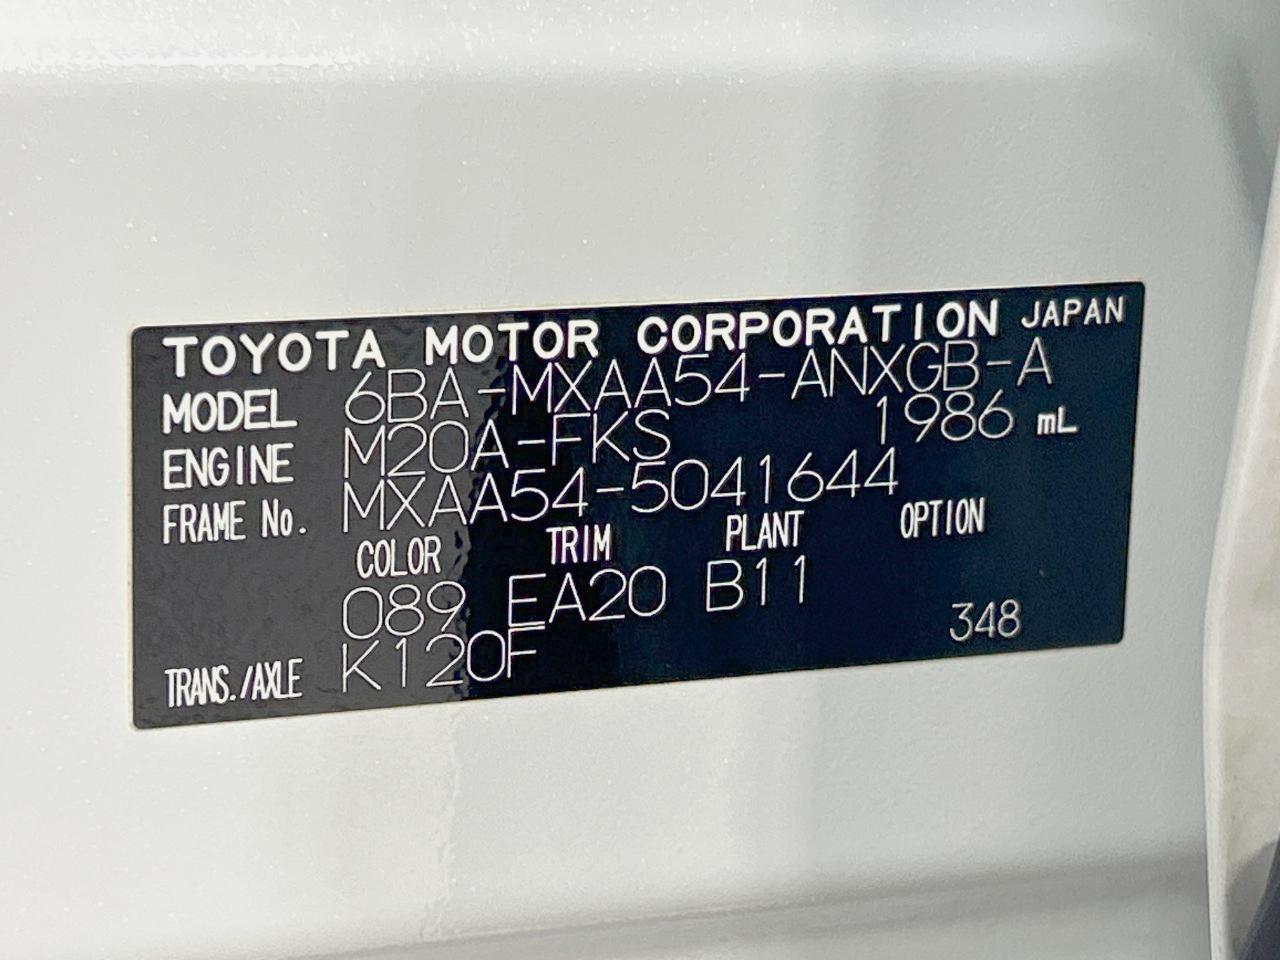 TOYOTA MOTOR CORPORATION JAPAN
MODEL 6BA-MXAA54-ANXGB-A
ENGINE M20A-FKS 1986 mL
FRAME No. MXAA54-5041644
COLOR TRIM PLANT OPTION
089 EA20 B11
TRANS./AXLE K120F 348